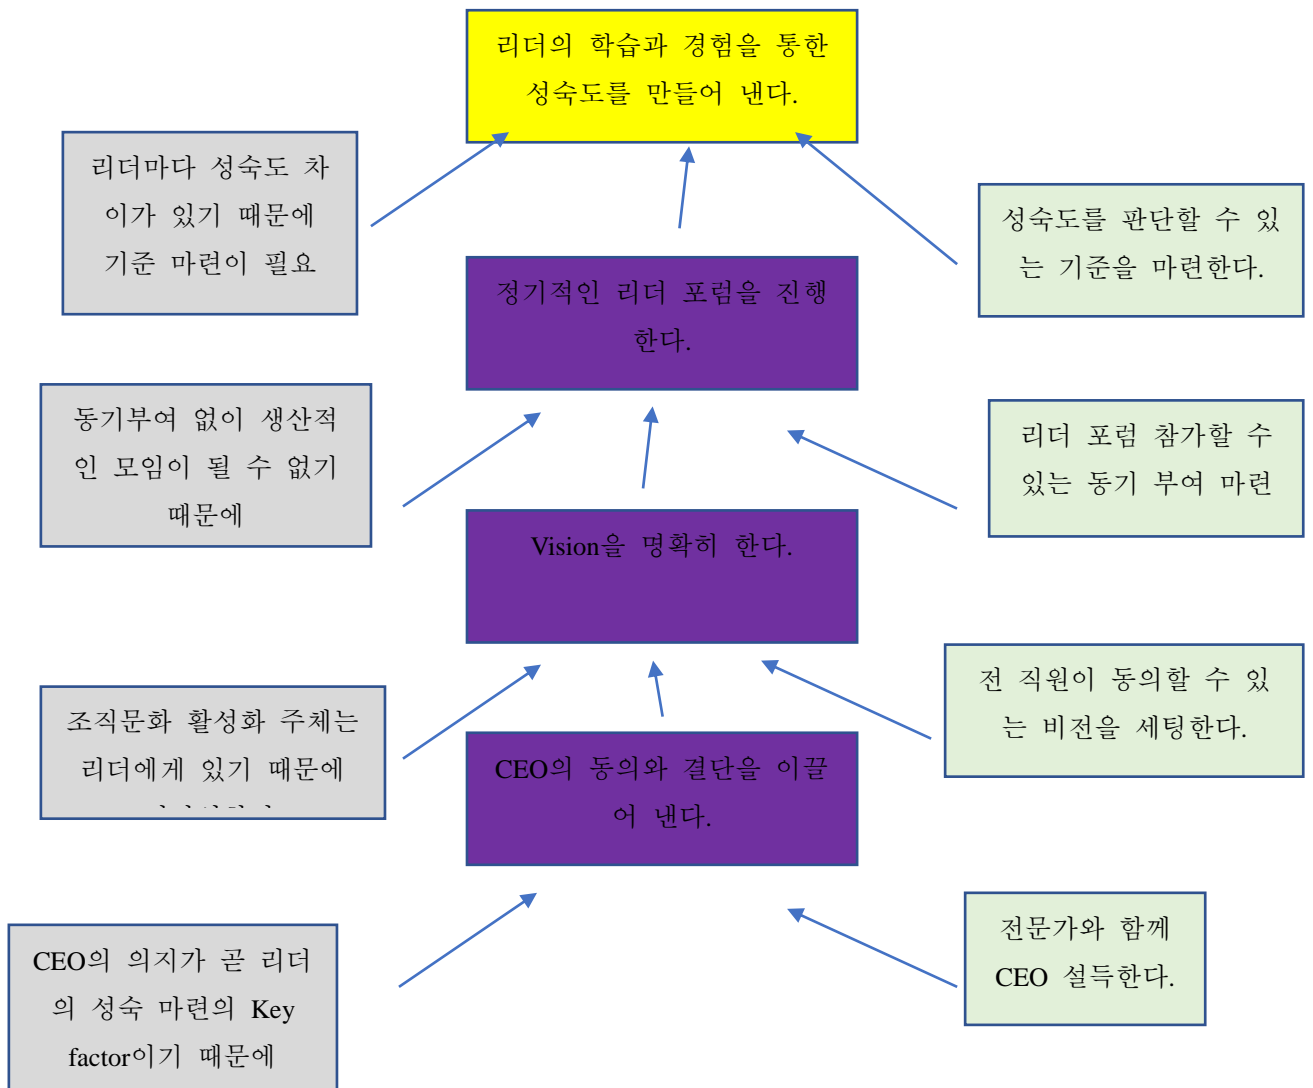 리더의 학습과 경험을 통한
성숙도를 만들어 낸다.
리더마다 성숙도 차
이가 있기 때문에
기준 마련이 필요
성숙도를 판단할 수 있
는 기준을 마련한다.
정기적인 리더 포럼을 진행
한다.
동기부여 없이 생산적
인 모임이 될 수 없기
때문에
리더 포럼 참가할 수
있는 동기 부여 마련
Vision을 명확히 한다.
조직문화 활성화 주체는
리더에게 있기 때문에
전 직원이 동의할 수 있
는 비전을 세팅한다.
CEO의 동의와 결단을 이끌
어 낸다.
CEO의 의지가 곧 리더
의 성숙 마련의 Key
factor이기 때문에
전문가와 함께
CEO 설득한다.